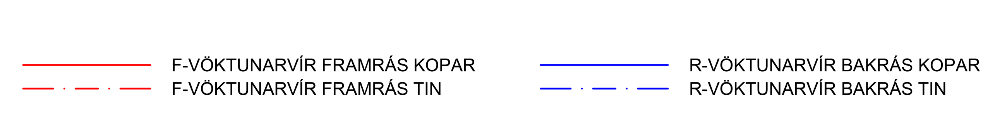 F-VÖKTUNARVÍR FRAMRÁS KOPAR
F-VÖKTUNARVÍR FRAMRÁS TIN
R-VÖKTUNARVÍR BAKRÁS KOPAR
R-VÖKTUNARVÍR BAKRÁS TIN